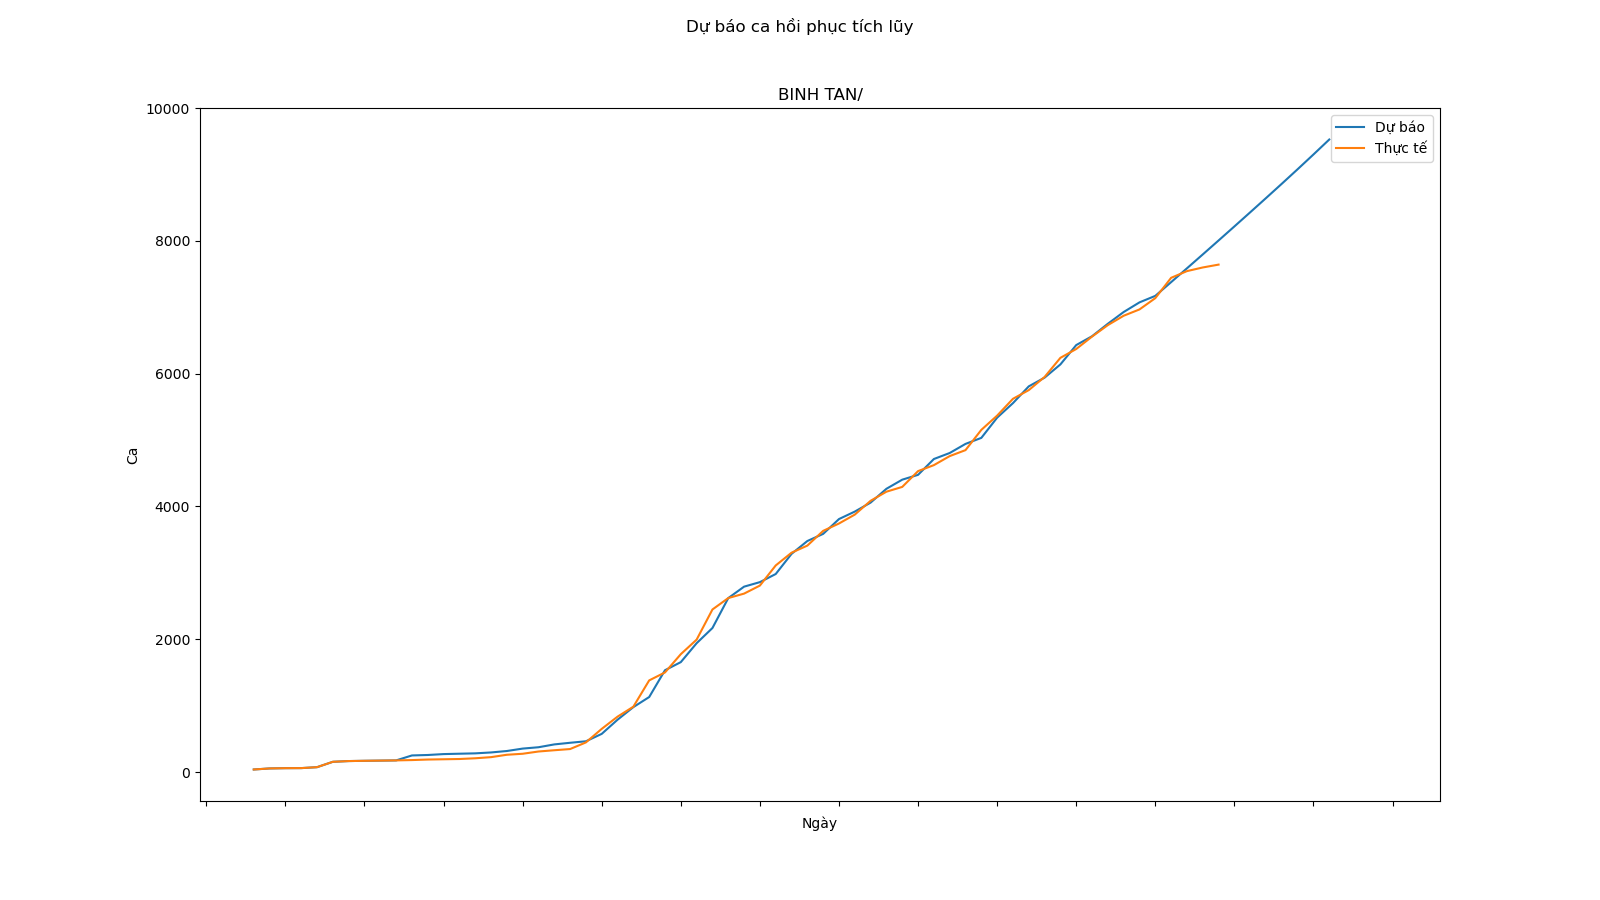 Dự báo ca hồi phục tích lũy
BINH TAN/
10000
8000
6000
4000
2000
0
Ca
Ngày
Dự báo
Thực tế